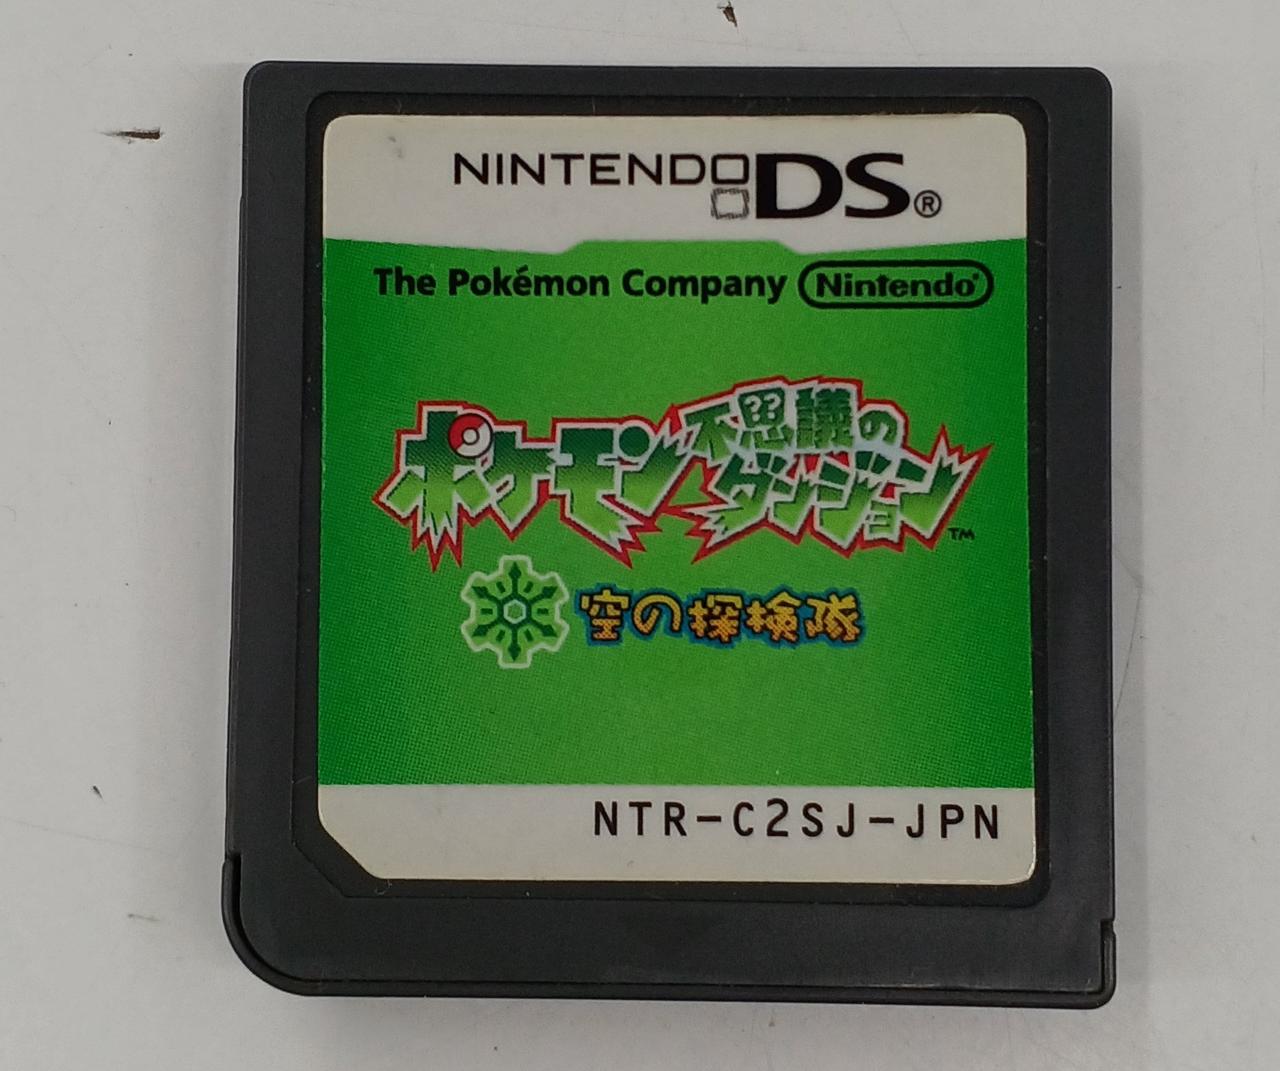 NINTENDO DS®
The Pokémon Company Nintendo®
ポケモン不思議の
ダンジョン™
空の探検隊
NTR-C2SJ-JPN